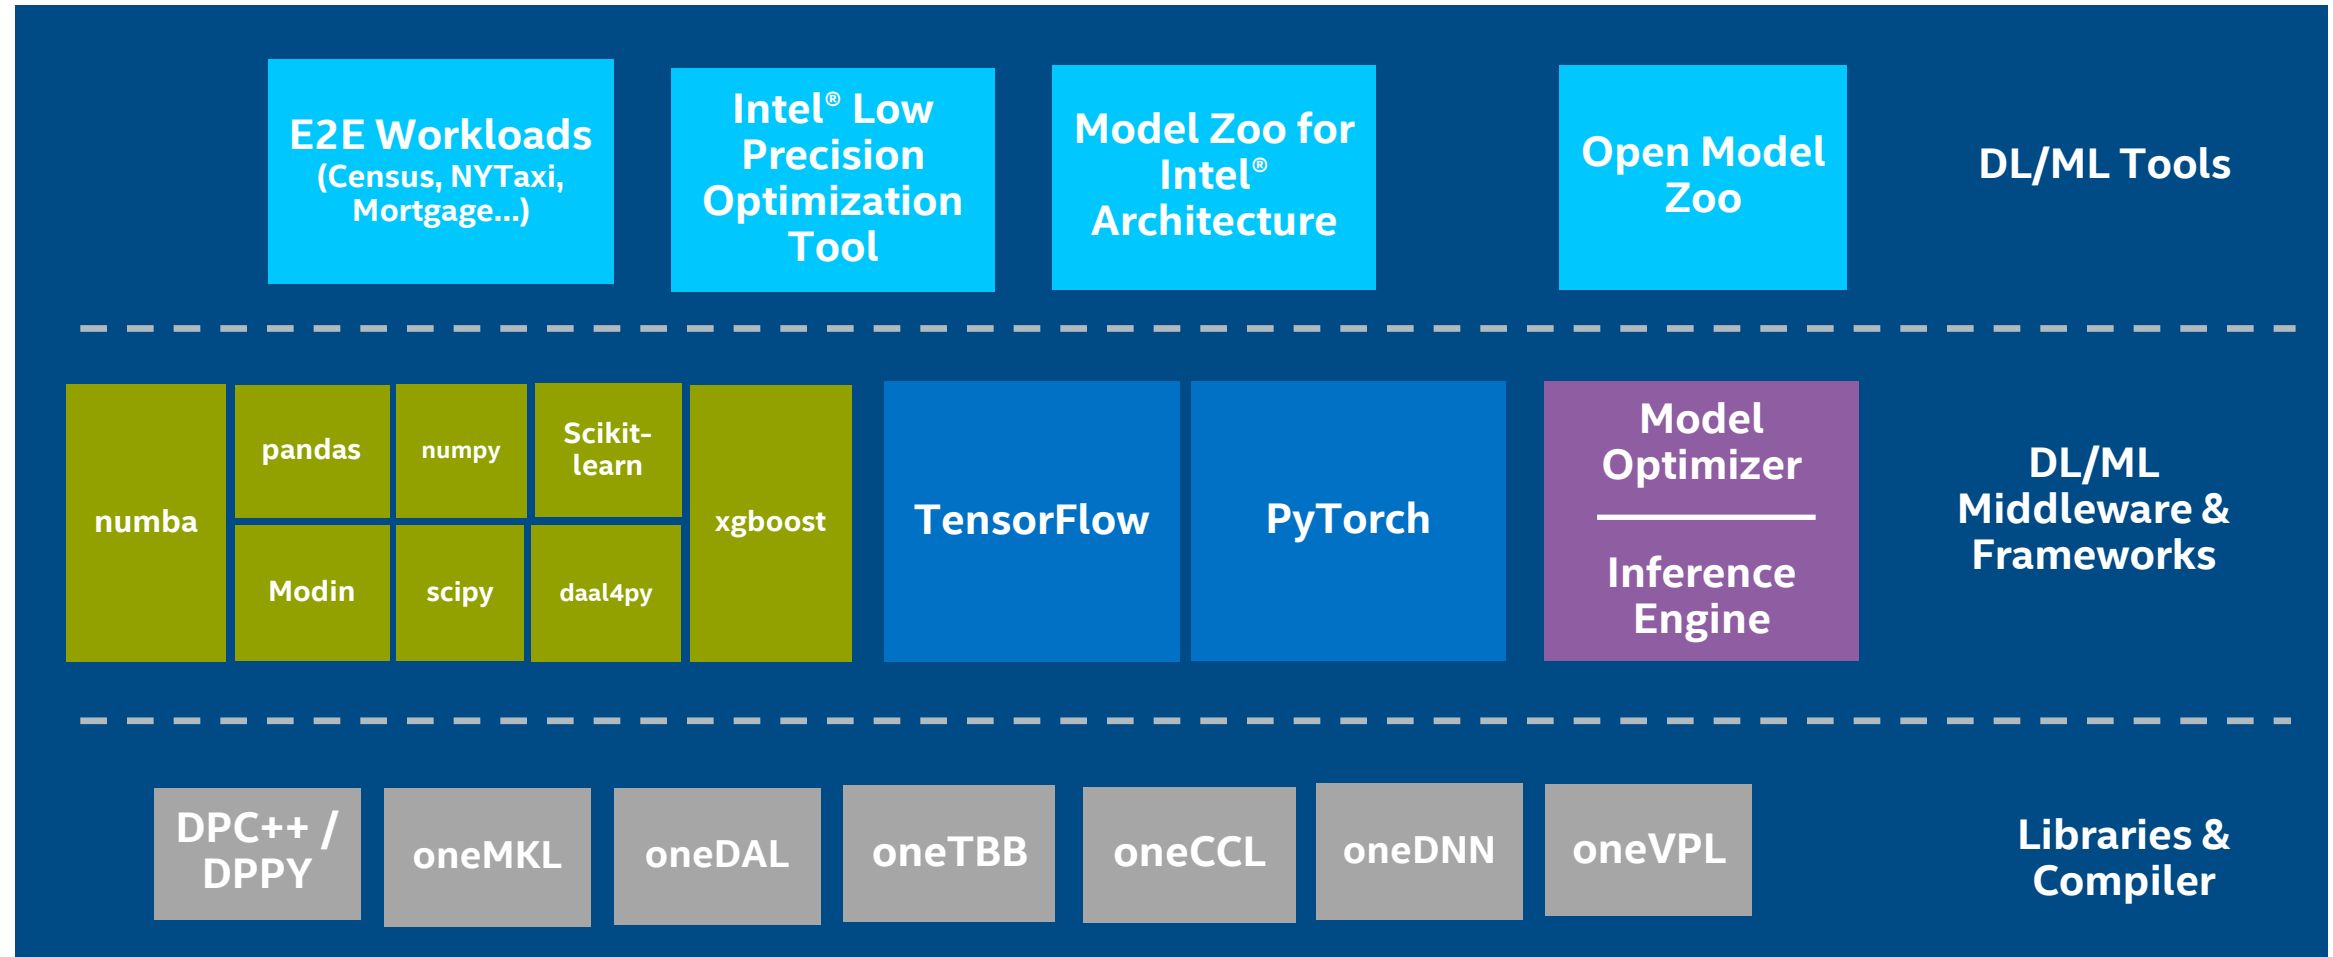 E2E Workloads
(Census, NYTaxi,
Mortgage...)
Intel® Low
Precision
Optimization
Tool
Model Zoo for
Intel®
Architecture
Open Model
Zoo
DL/ML Tools
numba
pandas
numpy
Scikit-
learn
Modin
scipy
daal4py
xgboost
TensorFlow
PyTorch
Model
Optimizer
Inference
Engine
DL/ML
Middleware &
Frameworks
DPC++ /
DPPY
oneMKL
oneDAL
oneTBB
oneCCL
oneDNN
oneVPL
Libraries &
Compiler